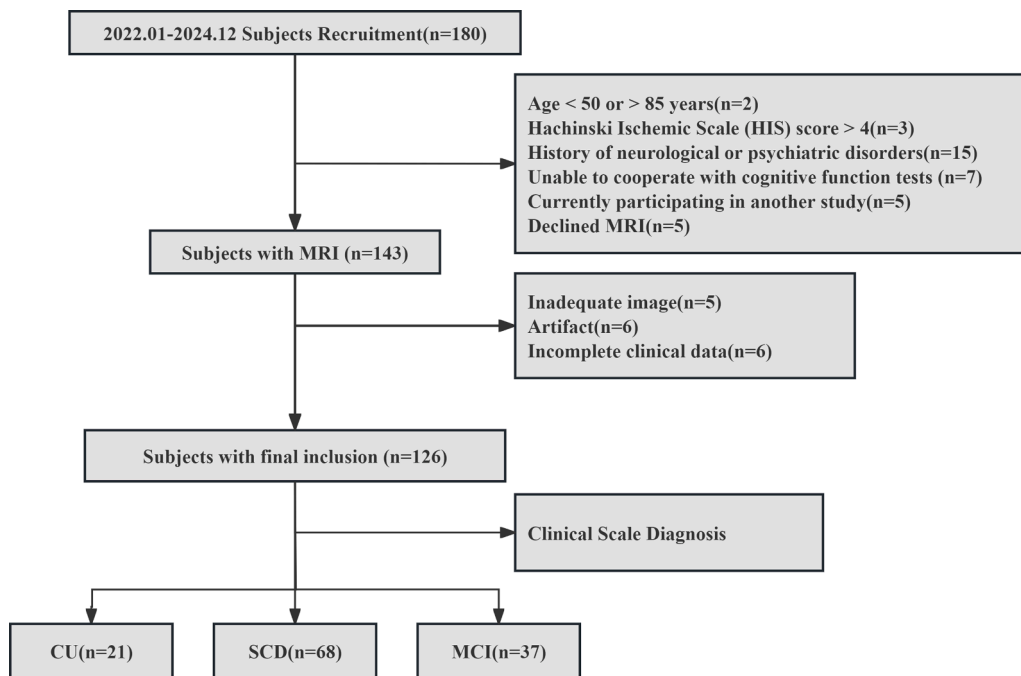 2022.01-2024.12 Subjects Recruitment(n=180)
Age < 50 or > 85 years(n=2)
Hachinski Ischemic Scale (HIS) score > 4(n=3)
History of neurological or psychiatric disorders(n=15)
Unable to cooperate with cognitive function tests (n=7)
Currently participating in another study(n=5)
Declined MRI(n=5)
Subjects with MRI (n=143)
Inadequate image(n=5)
Artifact(n=6)
Incomplete clinical data(n=6)
Subjects with final inclusion (n=126)
Clinical Scale Diagnosis
CU(n=21)
SCD(n=68)
MCI(n=37)